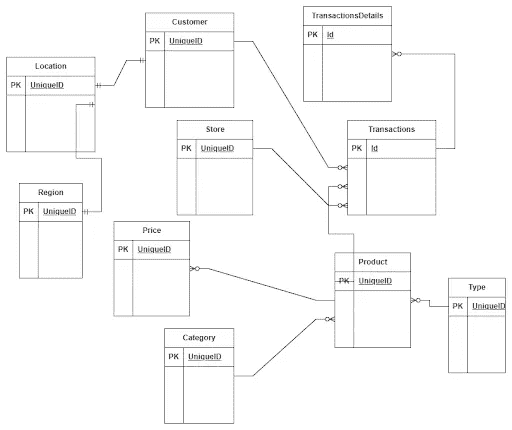 Customer
PK UniqueID
TransactionsDetails
PK Id
Location
PK UniqueID
Store
PK UniqueID
Transactions
PK Id
Region
PK UniqueID
Price
PK UniqueID
Product
PK UniqueID
Type
PK UniqueID
Category
PK UniqueID